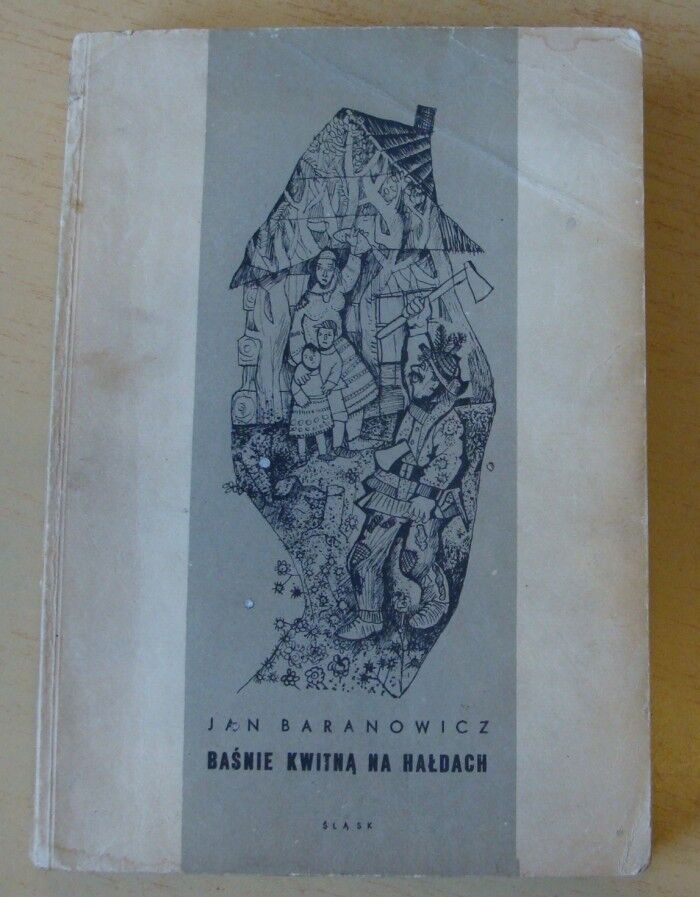 JAN BARANOWICZ
BAŚNIE KWITNĄ NA HAŁDACH
ŚLĄSK